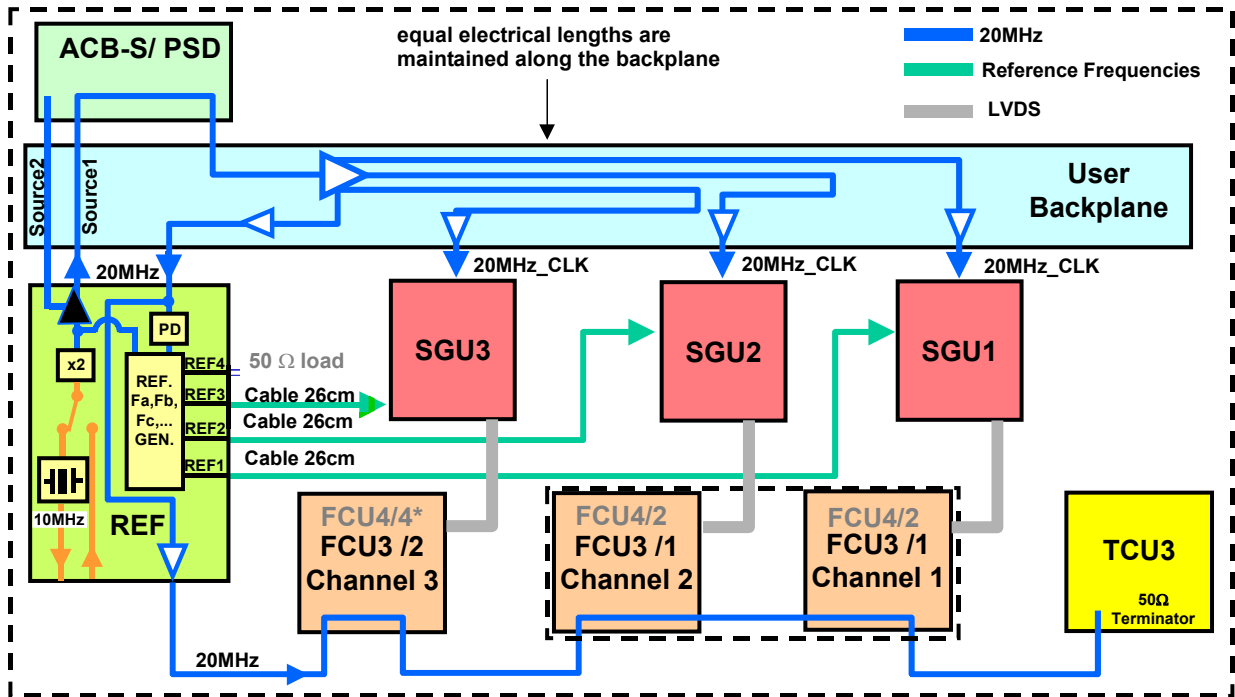 ACB-S/ PSD
equal electrical lengths are
maintained along the backplane
20MHz
Reference Frequencies
LVDS
Source2
Source1
User
Backplane
20MHz
20MHz_CLK
20MHz_CLK
20MHz_CLK
PD
x2
REF.
Fa,Fb,
Fc,...
GEN.
REF4
REF3
REF2
REF1
50 Ω load
Cable 26cm
Cable 26cm
Cable 26cm
SGU3
SGU2
SGU1
10MHz
REF
FCU4/4*
FCU3 /2
Channel 3
FCU4/2
FCU3 /1
Channel 2
FCU4/2
FCU3 /1
Channel 1
TCU3
50Ω
Terminator
20MHz